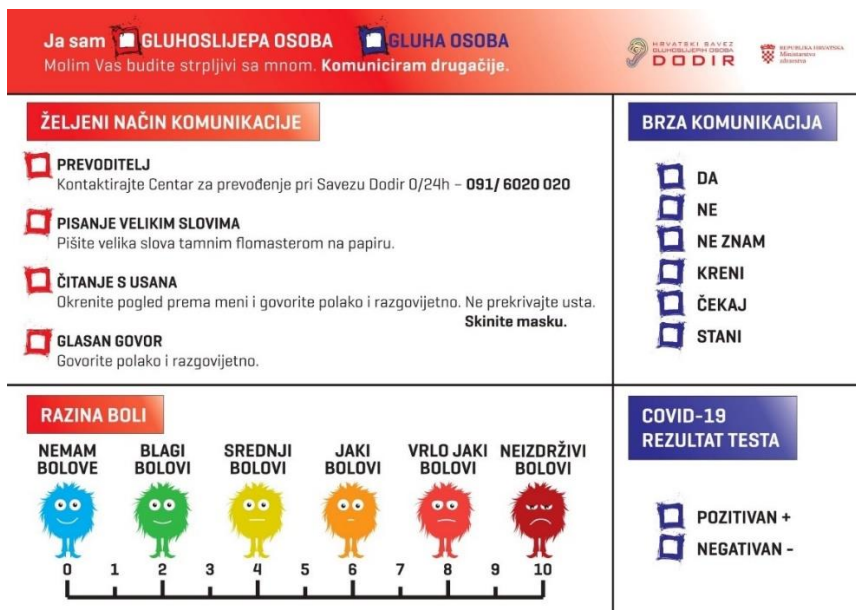 Ja sam GLUHOSLIJEPA OSOBA GLUHA OSOBA
Molim Vas budite strpljivi sa mnom. Komuniciram drugačije.
HRVATSKI SAVEZ
GLUHOSLIJEPIH OSOBA
DODIR
REPUBLIKA HRVATSKA
Ministarstvo
zdravstva
ŽELJENI NAČIN KOMUNIKACIJE
PREVODITELJ
Kontaktirajte Centar za prevođenje pri Savezu Dodir 0/24h – 091/ 6020 020
PISANJE VELIKIM SLOVIMA
Pišite velika slova tamnim flomasterom na papiru.
ČITANJE S USANA
Okrenite pogled prema meni i govorite polako i razgovijetno. Ne prekrivajte usta.
Skinite masku.
GLASAN GOVOR
Govorite polako i razgovijetno.
BRZA KOMUNIKACIJA
DA
NE
NE ZNAM
KRENI
ČEKAJ
STANI
RAZINA BOLI
NEMAM BOLOVE
BLAGI BOLOVI
SREDNJI BOLOVI
JAKI BOLOVI
VRLO JAKI BOLOVI
NEIZDRŽIVI BOLOVI
0 1 2 3 4 5 6 7 8 9 10
COVID-19
REZULTAT TESTA
POZITIVAN +
NEGATIVAN -